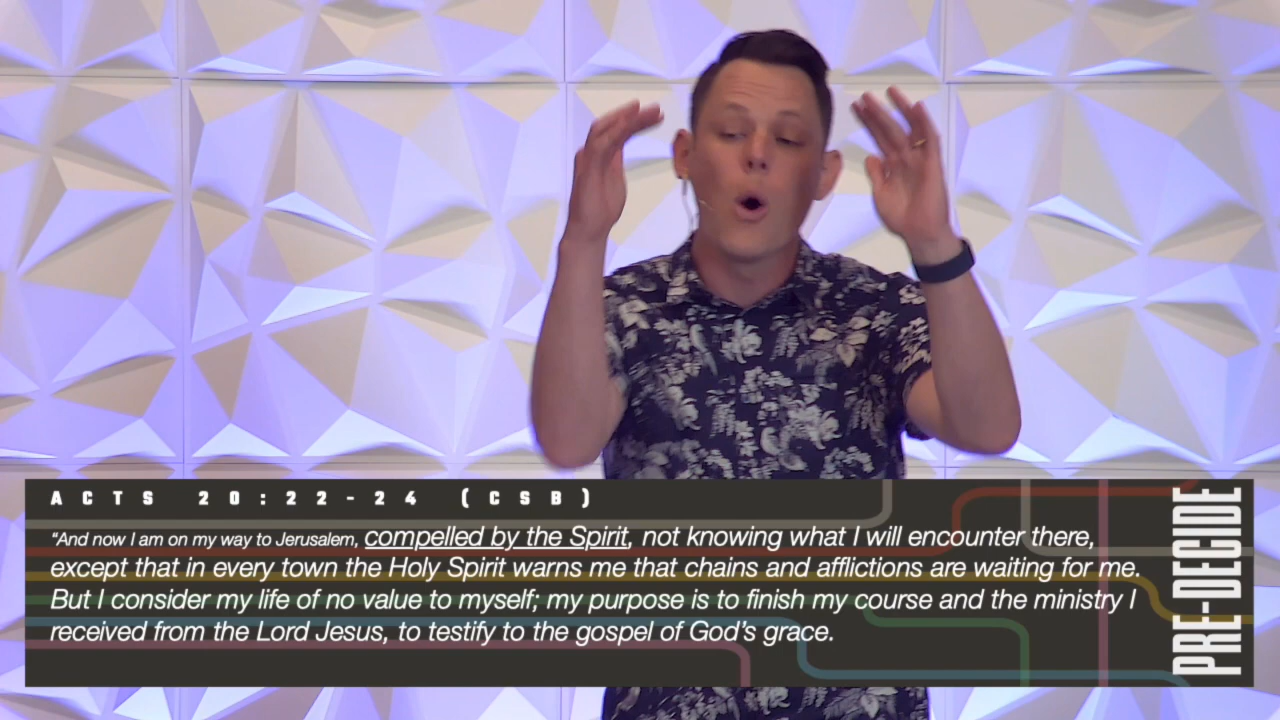 ACTS 20:22-24 (CSB)
“And now I am on my way to Jerusalem, compelled by the Spirit, not knowing what I will encounter there,
except that in every town the Holy Spirit warns me that chains and afflictions are waiting for me.
But I consider my life of no value to myself; my purpose is to finish my course and the ministry I
received from the Lord Jesus, to testify to the gospel of God’s grace.
PRE-DECIDE